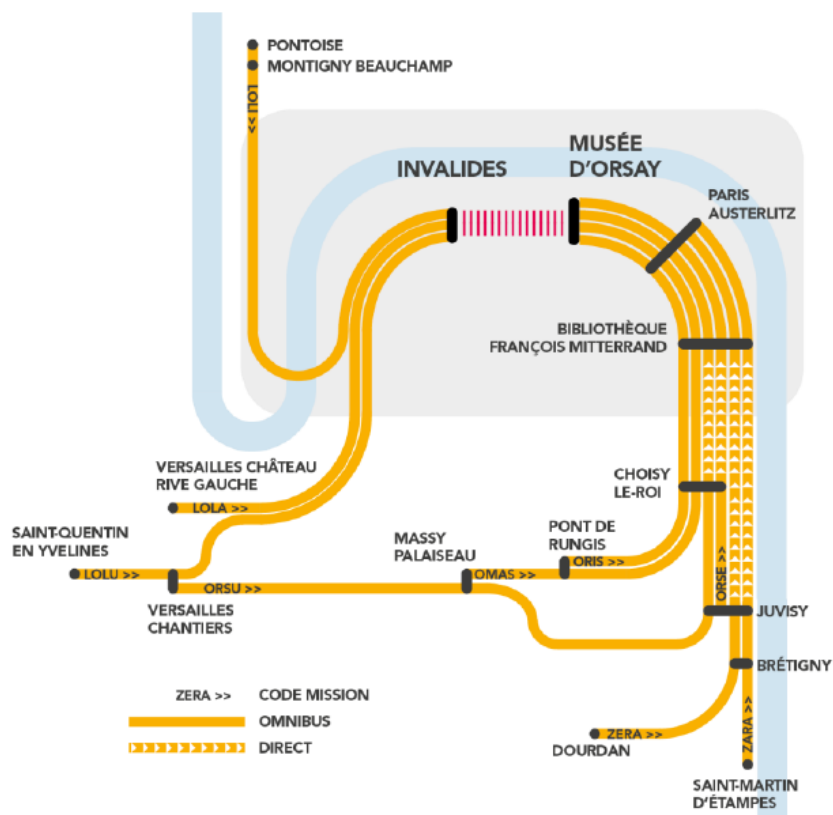 PONTOISE
MONTIGNY BEAUCHAMP
LOLI >>
INVALIDES
MUSÉE
D'ORSAY
PARIS
AUSTERLITZ
BIBLIOTHÈQUE
FRANÇOIS MITTERRAND
VERSAILLES CHÂTEAU
RIVE GAUCHE
LOLA >>
CHOISY
LE-ROI
SAINT-QUENTIN
EN YVELINES
LOLU >>
VERSAILLES
CHANTIERS
ORSU >>
MASSY
PALAISEAU
OMAS >>
PONT DE
RUNGIS
ORIS >>
ORSE >>
JUVISY
BRÉTIGNY
ZERA >>
DOURDAN
ZARA >>
SAINT-MARTIN
D'ÉTAMPES
ZERA >> CODE MISSION
OMNIBUS
DIRECT